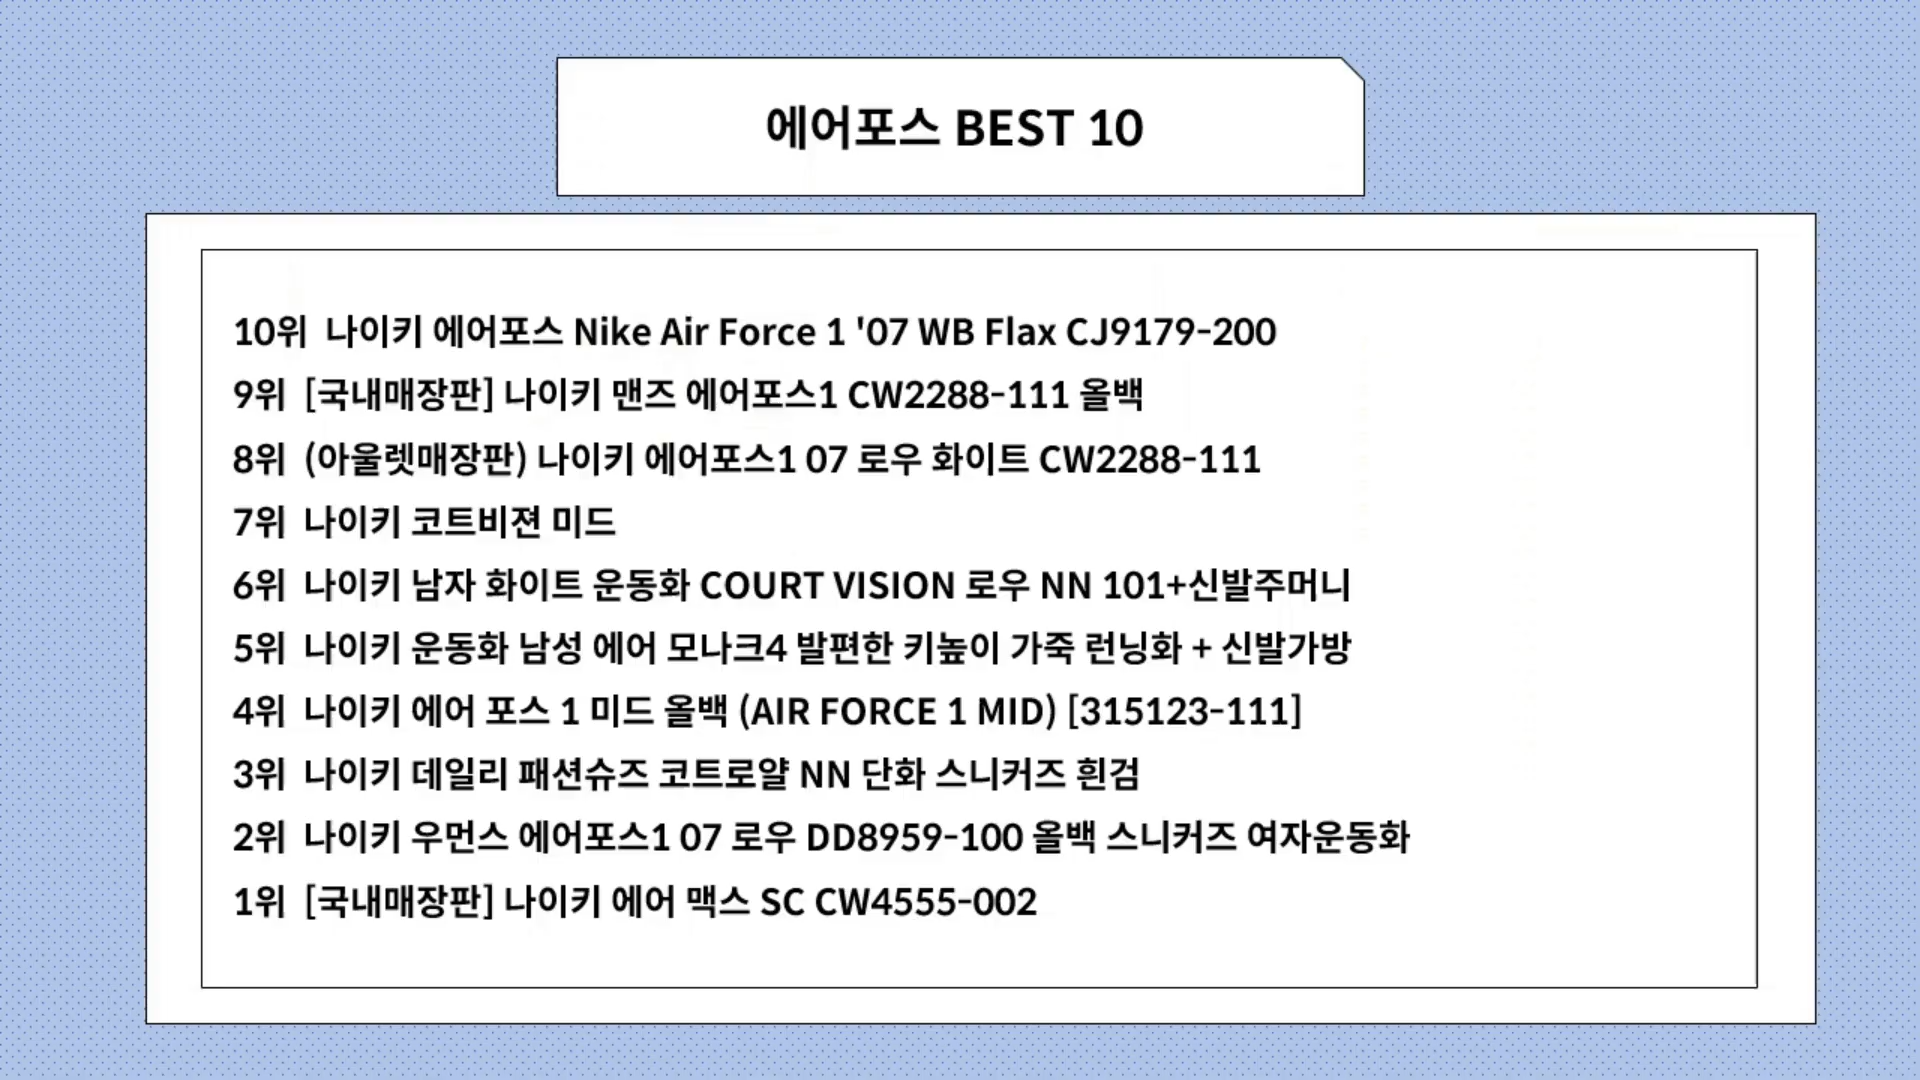 에어포스 BEST 10
10위 나이키 에어포스 Nike Air Force 1 '07 WB Flax CJ9179-200
9위 [국내매장판] 나이키 맨즈 에어포스1 CW2288-111 올백
8위 (아울렛매장판) 나이키 에어포스1 07 로우 화이트 CW2288-111
7위 나이키 코트비젼 미드
6위 나이키 남자 화이트 운동화 COURT VISION 로우 NN 101+신발주머니
5위 나이키 운동화 남성 에어 모나크4 발편한 키높이 가죽 런닝화 + 신발가방
4위 나이키 에어 포스 1 미드 올백 (AIR FORCE 1 MID) [315123-111]
3위 나이키 데일리 패션슈즈 코트로얄 NN 단화 스니커즈 흰검
2위 나이키 우먼스 에어포스1 07 로우 DD8959-100 올백 스니커즈 여자운동화
1위 [국내매장판] 나이키 에어 맥스 SC CW4555-002